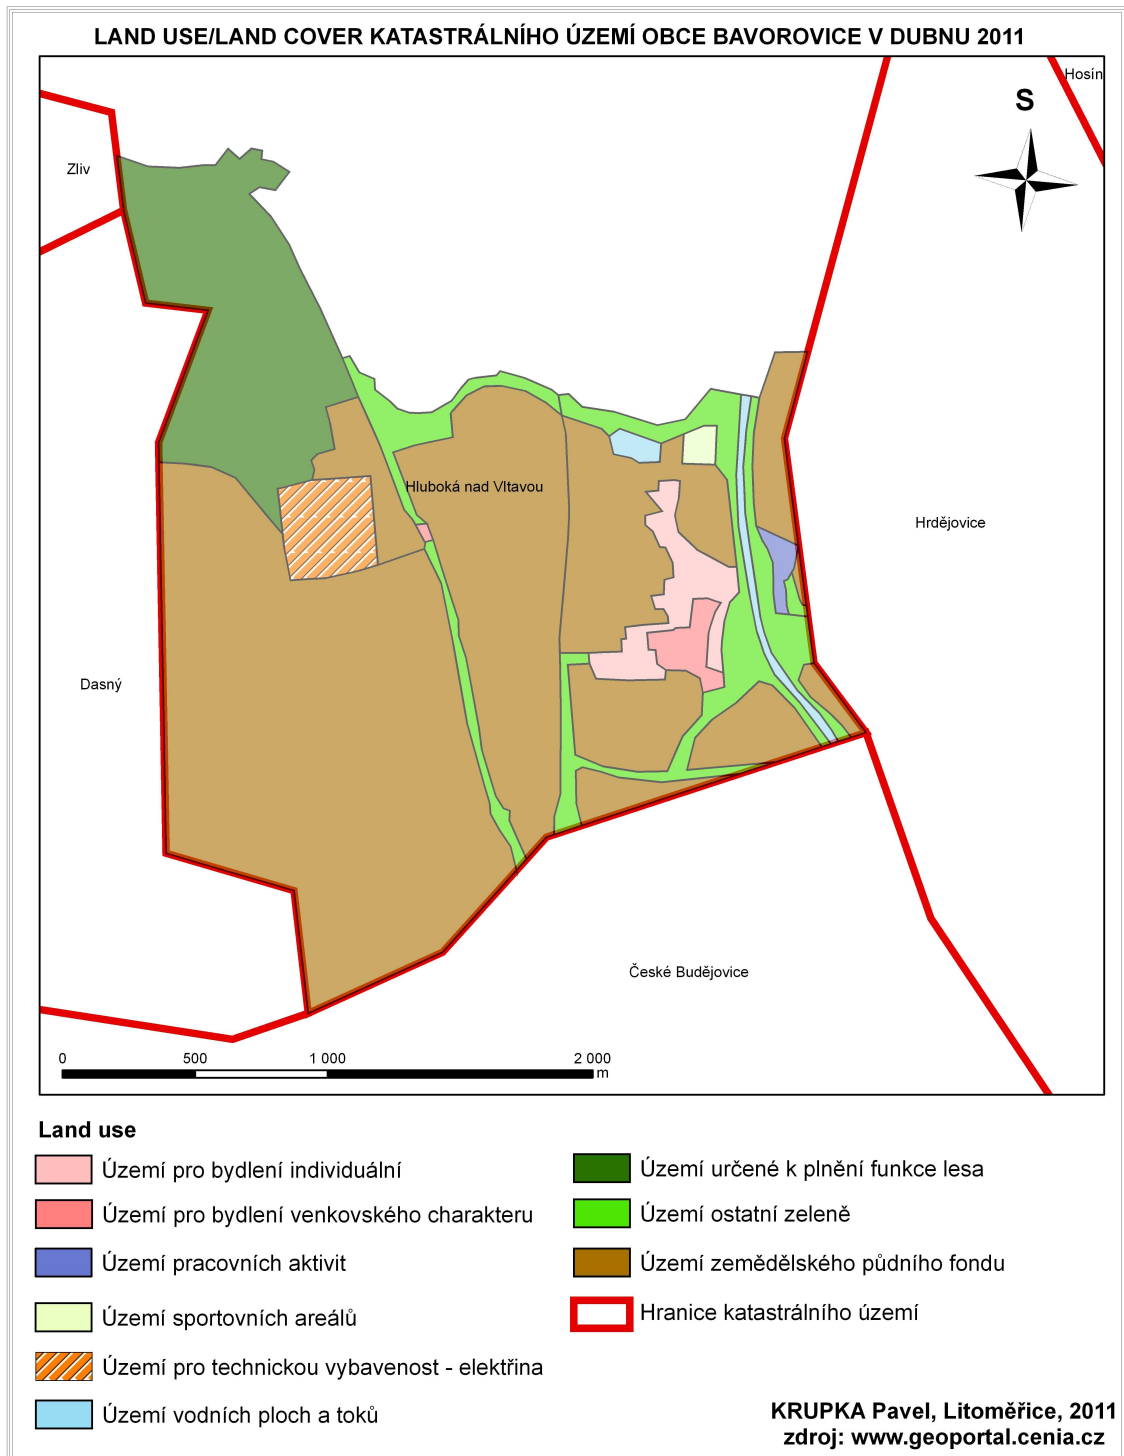 LAND USE/LAND COVER KATASTRÁLNÍHO ÚZEMÍ OBCE BAVOROVICE V DUBNU 2011
Hosín
S
Zliv
Hluboká nad Vltavou
Hrdějovice
Dasný
České Budějovice
0 500 1 000 2 000
m
Land use
Území pro bydlení individuální
Území pro bydlení venkovského charakteru
Území pracovních aktivit
Území sportovních areálů
Území pro technickou vybavenost - elektřina
Území vodních ploch a toků
Území určené k plnění funkce lesa
Území ostatní zeleně
Území zemědělského půdního fondu
Hranice katastrálního území
KRUPKA Pavel, Litoměřice, 2011
zdroj: www.geoportal.cenia.cz